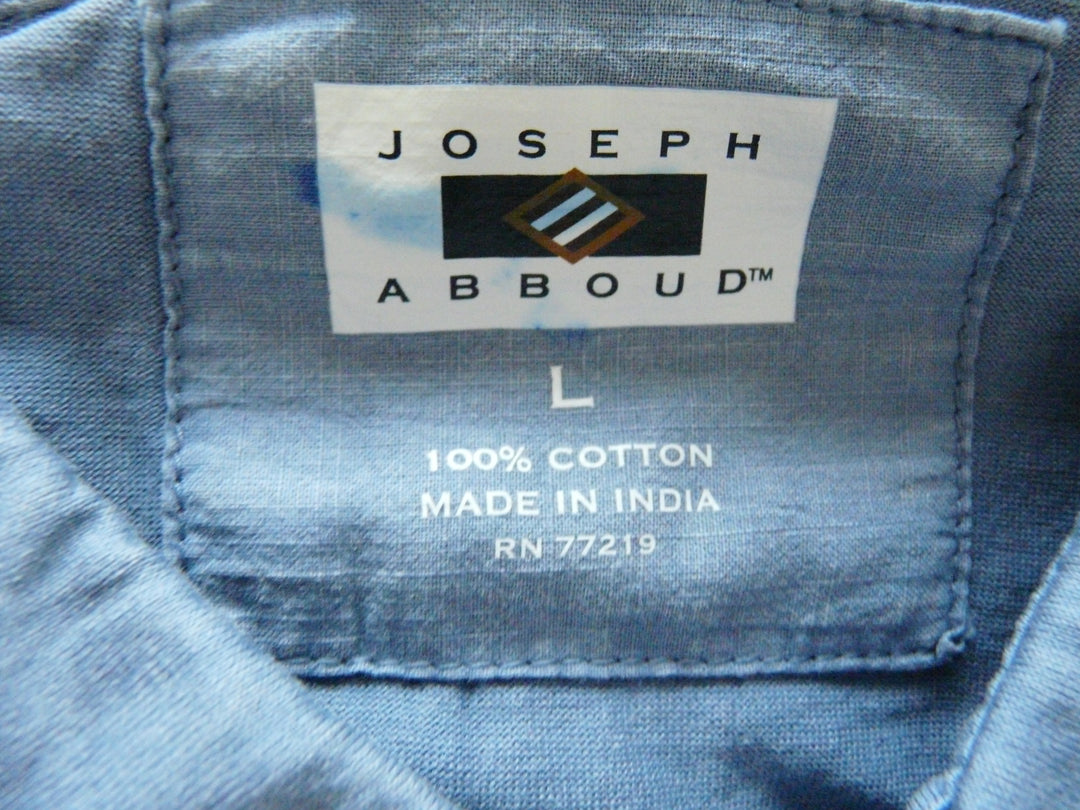 JOSEPH
ABBOUD™
L
100% COTTON
MADE IN INDIA
RN 77219